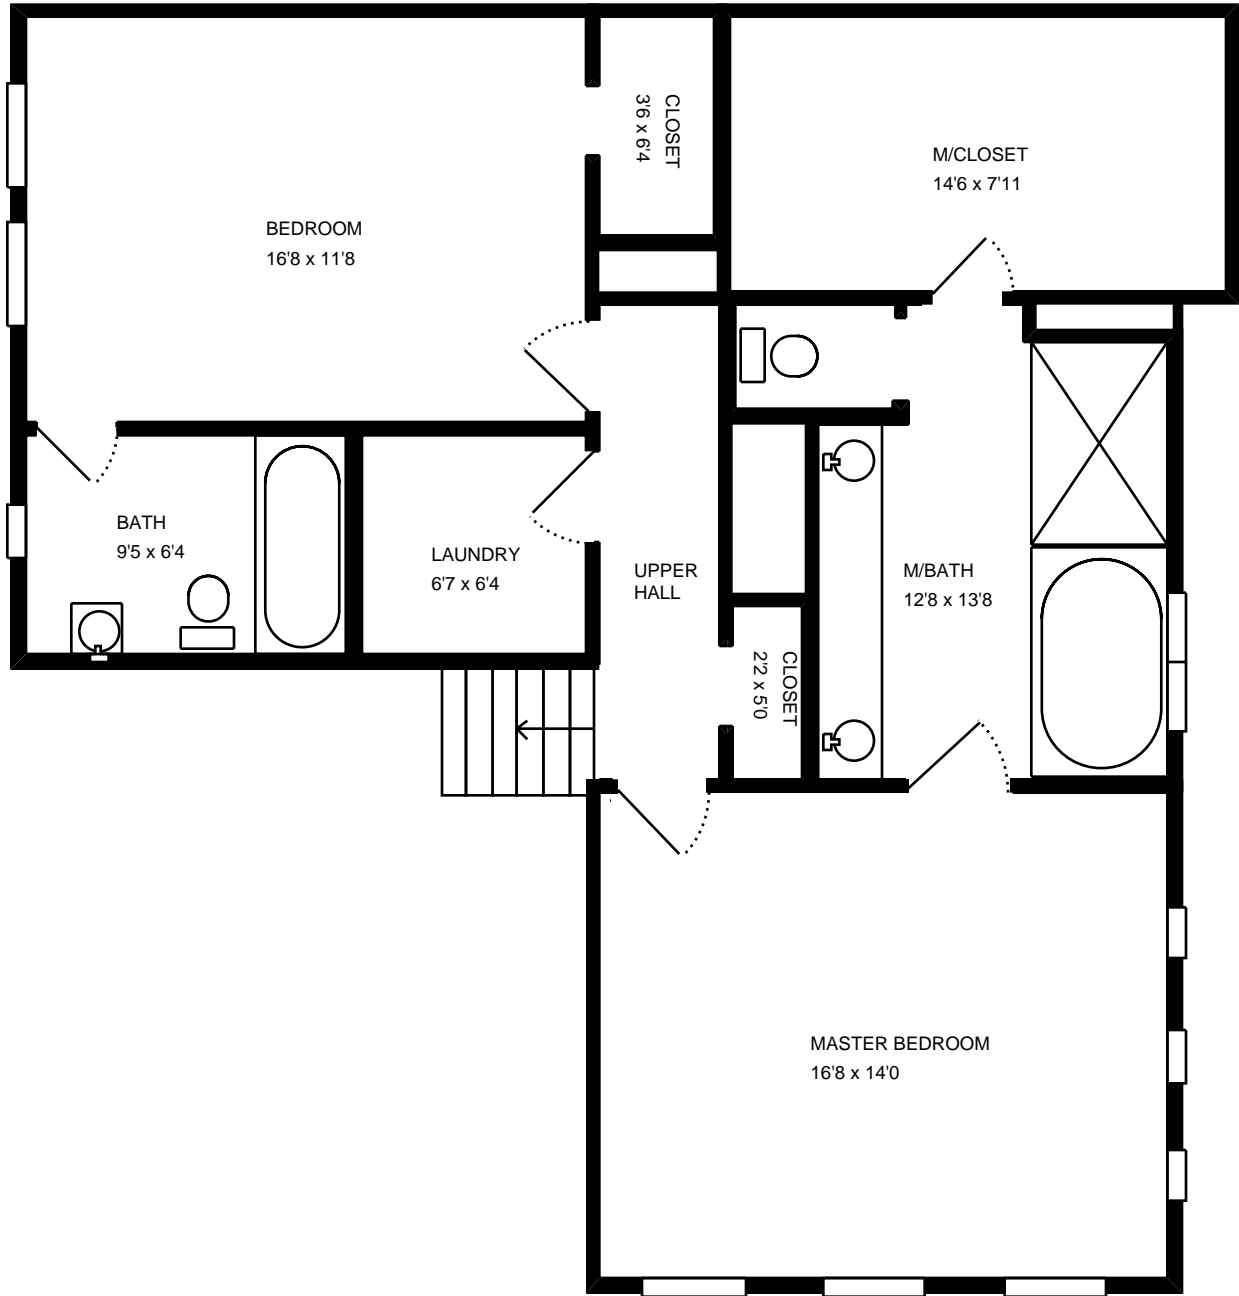 CLOSET
3'6 x 6'4
M/CLOSET
14'6 x 7'11
BEDROOM
16'8 x 11'8
BATH
9'5 x 6'4
LAUNDRY
6'7 x 6'4
UPPER
HALL
M/BATH
12'8 x 13'8
CLOSET
2'2 x 5'0
MASTER BEDROOM
16'8 x 14'0